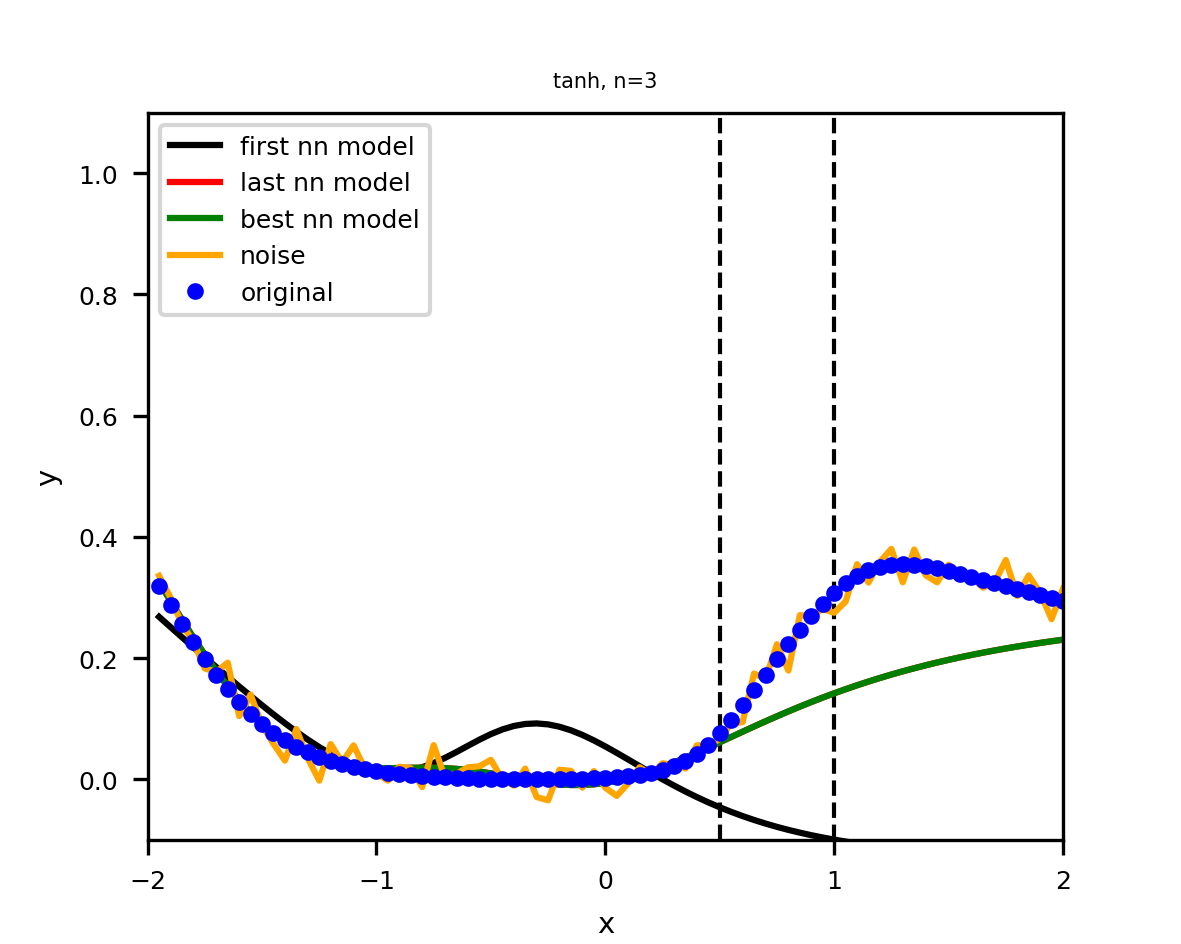 tanh, n=3
first nn model
last nn model
best nn model
noise
original
1.0
0.8
0.6
0.4
0.2
0.0
y
−2
−1
0
1
2
x